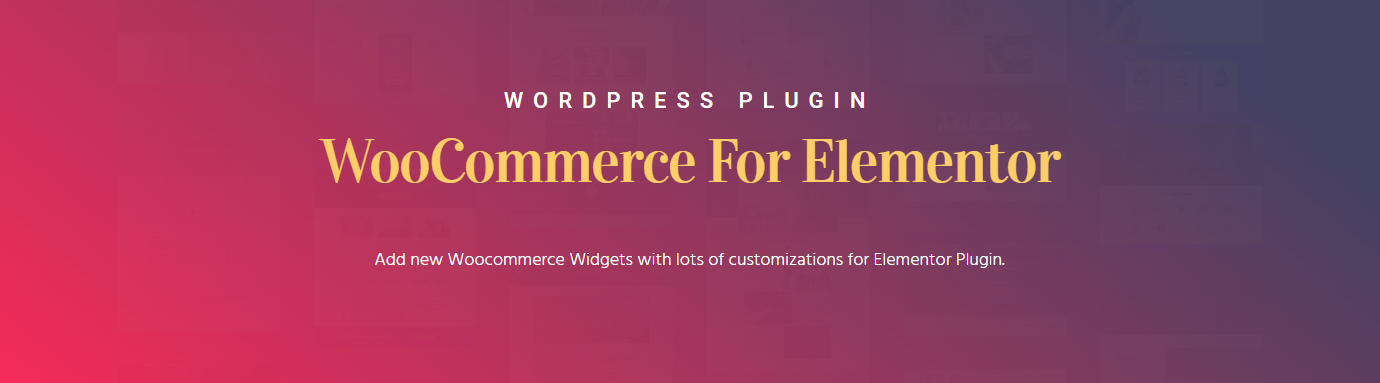 WORDPRESS PLUGIN
WooCommerce For Elementor
Add new Woocommerce Widgets with lots of customizations for Elementor Plugin.